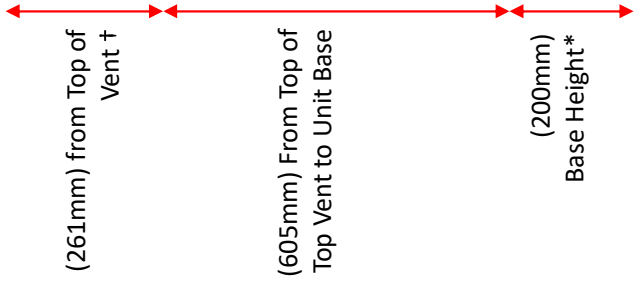 (261mm) from Top of
Vent †
(605mm) From Top of
Top Vent to Unit Base
(200mm)
Base Height*